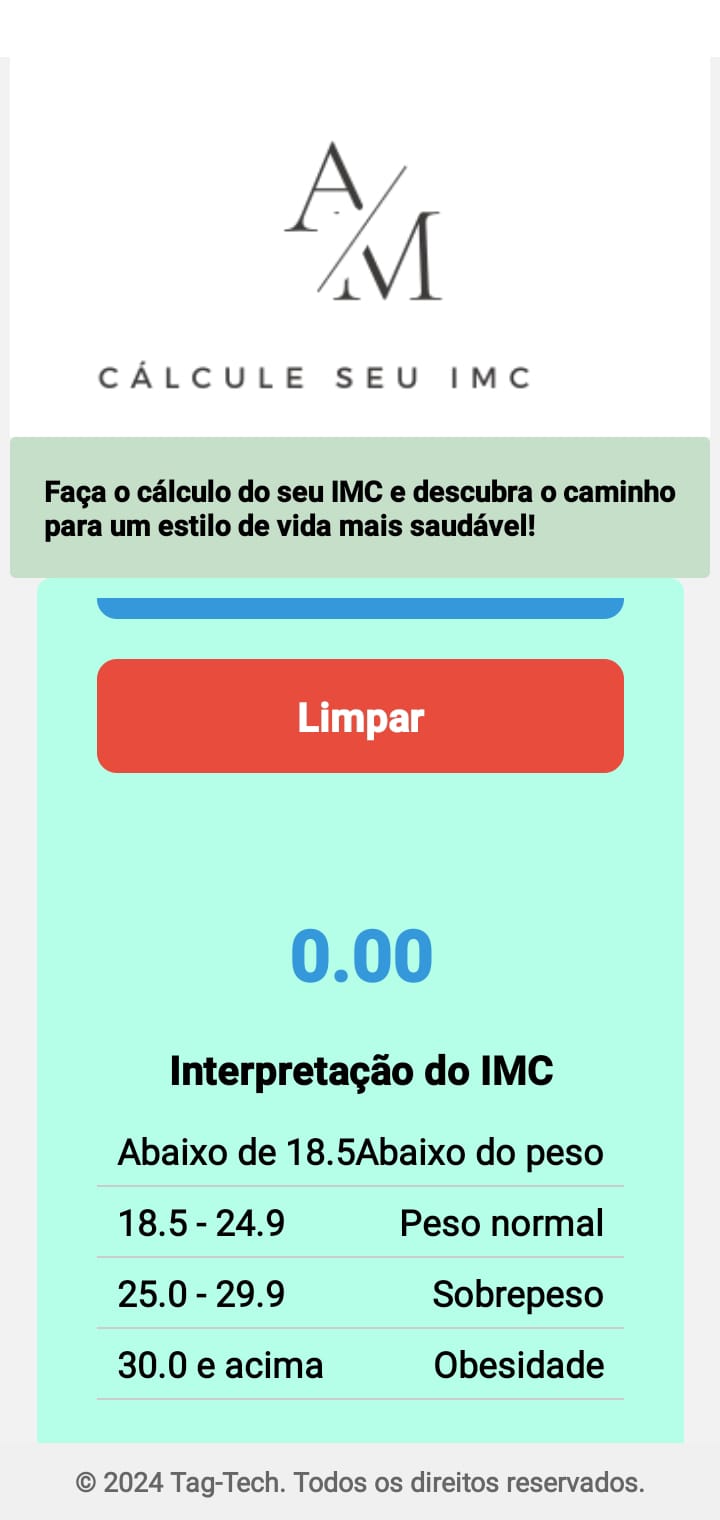 A/M
CÁLCULE SEU IMC
Faça o cálculo do seu IMC e descubra o caminho
para um estilo de vida mais saudável!
Limpar
0.00
Interpretação do IMC
Abaixo de 18.5Abaixo do peso
18.5 - 24.9 Peso normal
25.0 - 29.9 Sobrepeso
30.0 e acima Obesidade
© 2024 Tag-Tech. Todos os direitos reservados.